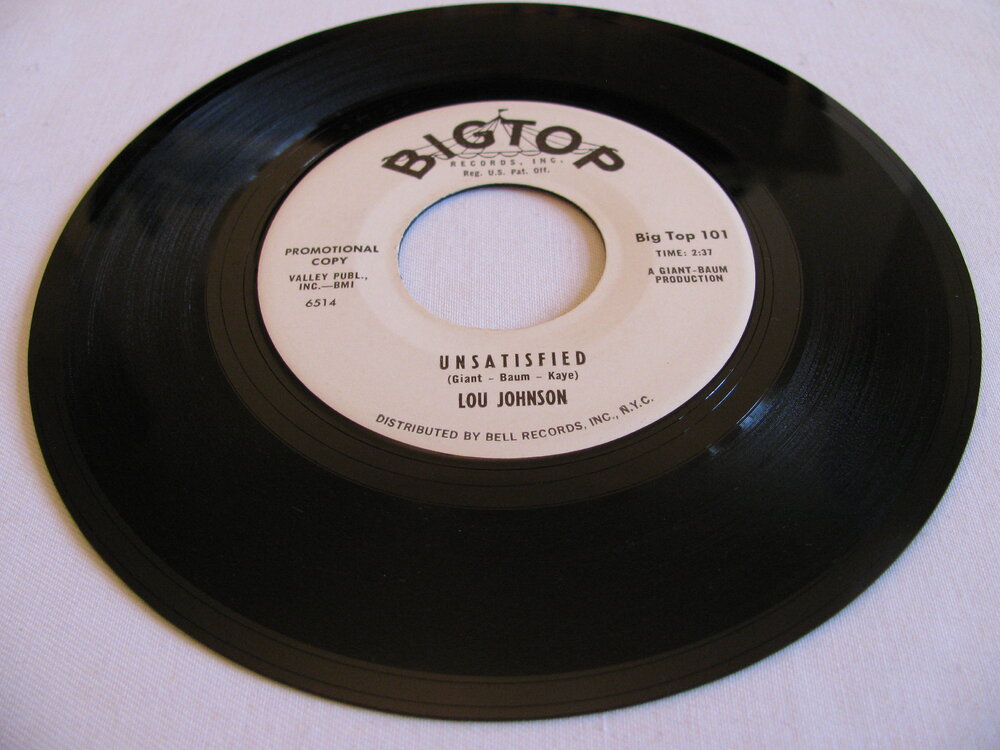 BIGTOP
RECORDS, INC.
Reg. U.S. Pat. Off.
PROMOTIONAL
COPY
VALLEY PUBL.,
INC.—BMI
6514
Big Top 101
TIME: 2:37
A GIANT-BAUM
PRODUCTION
UNSATISFIED
(Giant - Baum - Kaye)
LOU JOHNSON
DISTRIBUTED BY BELL RECORDS, INC., N.Y.C.